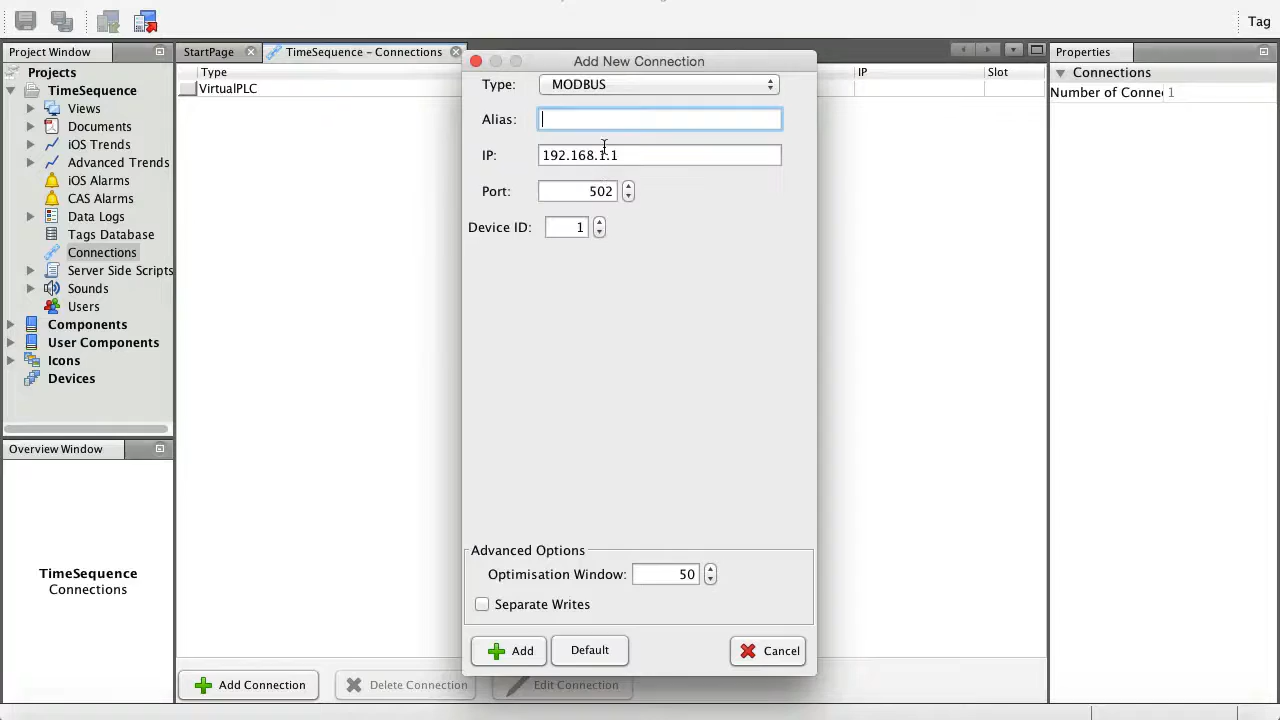 Tag
Project Window
Projects
TimeSequence
Views
Documents
iOS Trends
Advanced Trends
iOS Alarms
CAS Alarms
Data Logs
Tags Database
Connections
Server Side Scripts
Sounds
Users
Components
User Components
Icons
Devices
Overview Window
TimeSequence
Connections
StartPage
TimeSequence – Connections
Type
IP
Slot
VirtualPLC
Add Connection
Delete Connection
Edit Connection
Add New Connection
Type: MODBUS
Alias:
IP: 192.168.1.1
Port: 502
Device ID: 1
Advanced Options
Optimisation Window: 50
Separate Writes
Add
Default
Cancel
Properties
Connections
Number of Conne 1